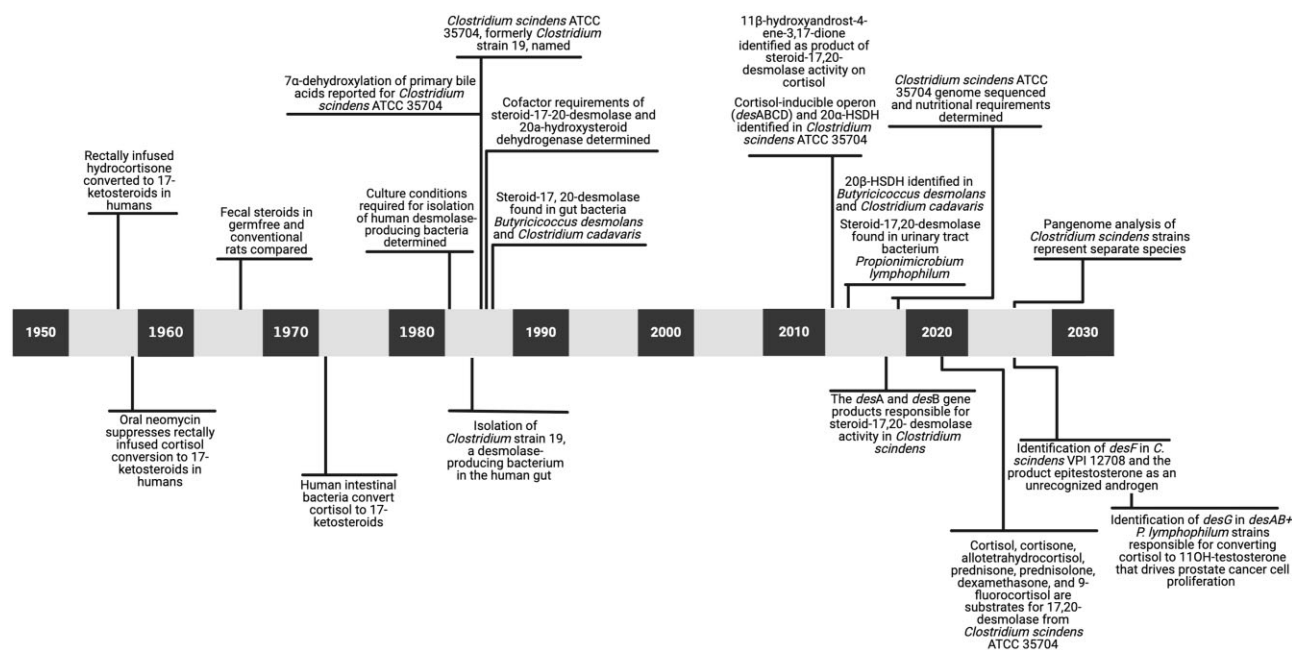 Clostridium scindens ATCC
35704, formerly Clostridium
strain 19, named
7α-dehydroxylation of primary bile
acids reported for Clostridium
scindens ATCC 35704
Cofactor requirements of
steroid-17-20-desmolase and
20a-hydroxysteroid
dehydrogenase determined
Rectally infused
hydrocortisone
converted to 17-
ketosteroids in
humans
Fecal steroids in
germfree and
conventional
rats compared
Culture conditions
required for isolation
of human desmolase-
producing bacteria
determined
Steroid-17, 20-desmolase
found in gut bacteria
Butyricicoccus desmolans
and Clostridium cadavaris
11β-hydroxyandrost-4-
ene-3,17-dione
identified as product of
steroid-17,20-
desmolase activity on
cortisol
Cortisol-inducible operon
(desABCD) and 20α-HSDH
identified in Clostridium
scindens ATCC 35704
Clostridium scindens ATCC
35704 genome sequenced
and nutritional requirements
determined
20β-HSDH identified in
Butyricicoccus desmolans
and Clostridium cadavaris
Steroid-17,20-desmolase
found in urinary tract
bacterium
Propionimicrobium
lymphophilum
Pangenome analysis of
Clostridium scindens strains
represent separate species
1950
1960
1970
1980
1990
2000
2010
2020
2030
Oral neomycin
suppresses rectally
infused cortisol
conversion to 17-
ketosteroids in
humans
Human intestinal
bacteria convert
cortisol to 17-
ketosteroids
Isolation of
Clostridium strain 19,
a desmolase-
producing bacterium
in the human gut
The desA and desB gene
products responsible for
steroid-17,20- desmolase
activity in Clostridium
scindens
Identification of desF in C.
scindens VPI 12708 and the
product epitestosterone as an
unrecognized androgen
Identification of desG in desAB+
P. lymphophilum strains
responsible for converting
cortisol to 11OH-testosterone
that drives prostate cancer cell
proliferation
Cortisol, cortisone,
allotetrahydrocortisol,
prednisone, prednisolone,
dexamethasone, and 9-
fluorocortisol are
substrates for 17,20-
desmolase from
Clostridium scindens
ATCC 35704